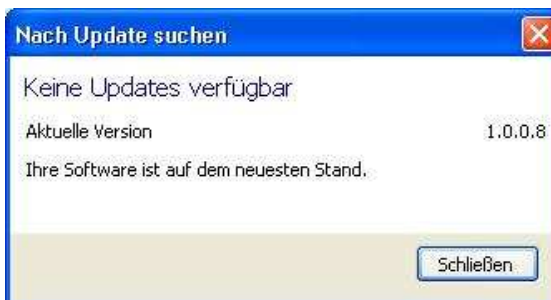 Nach Update suchen
Keine Updates verfügbar
Aktuelle Version 1.0.0.8
Ihre Software ist auf dem neuesten Stand.
Schließen